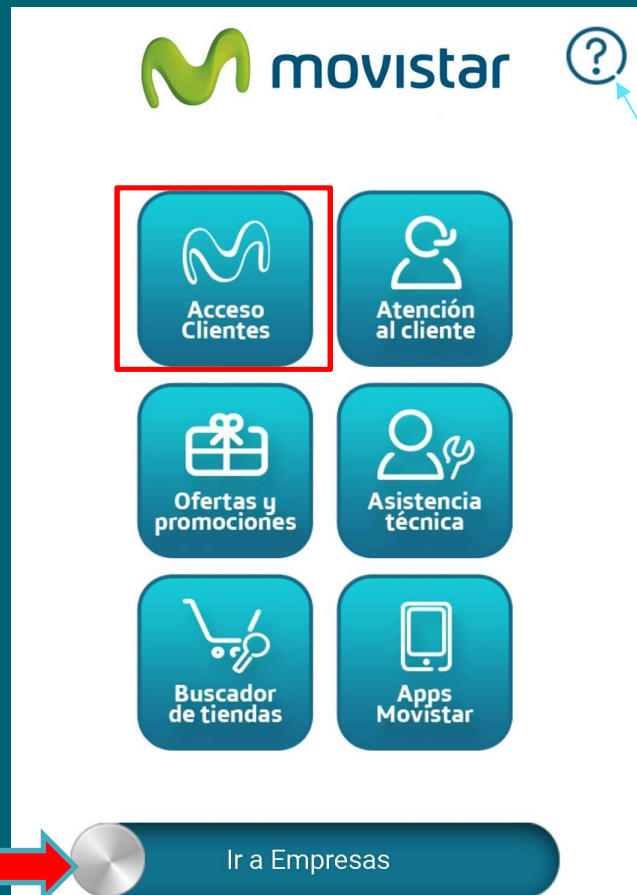 movistar
?
Acceso
Clientes
Atención
al cliente
Ofertas y
promociones
Asistencia
técnica
Buscador
de tiendas
Apps
Movistar
Ir a Empresas